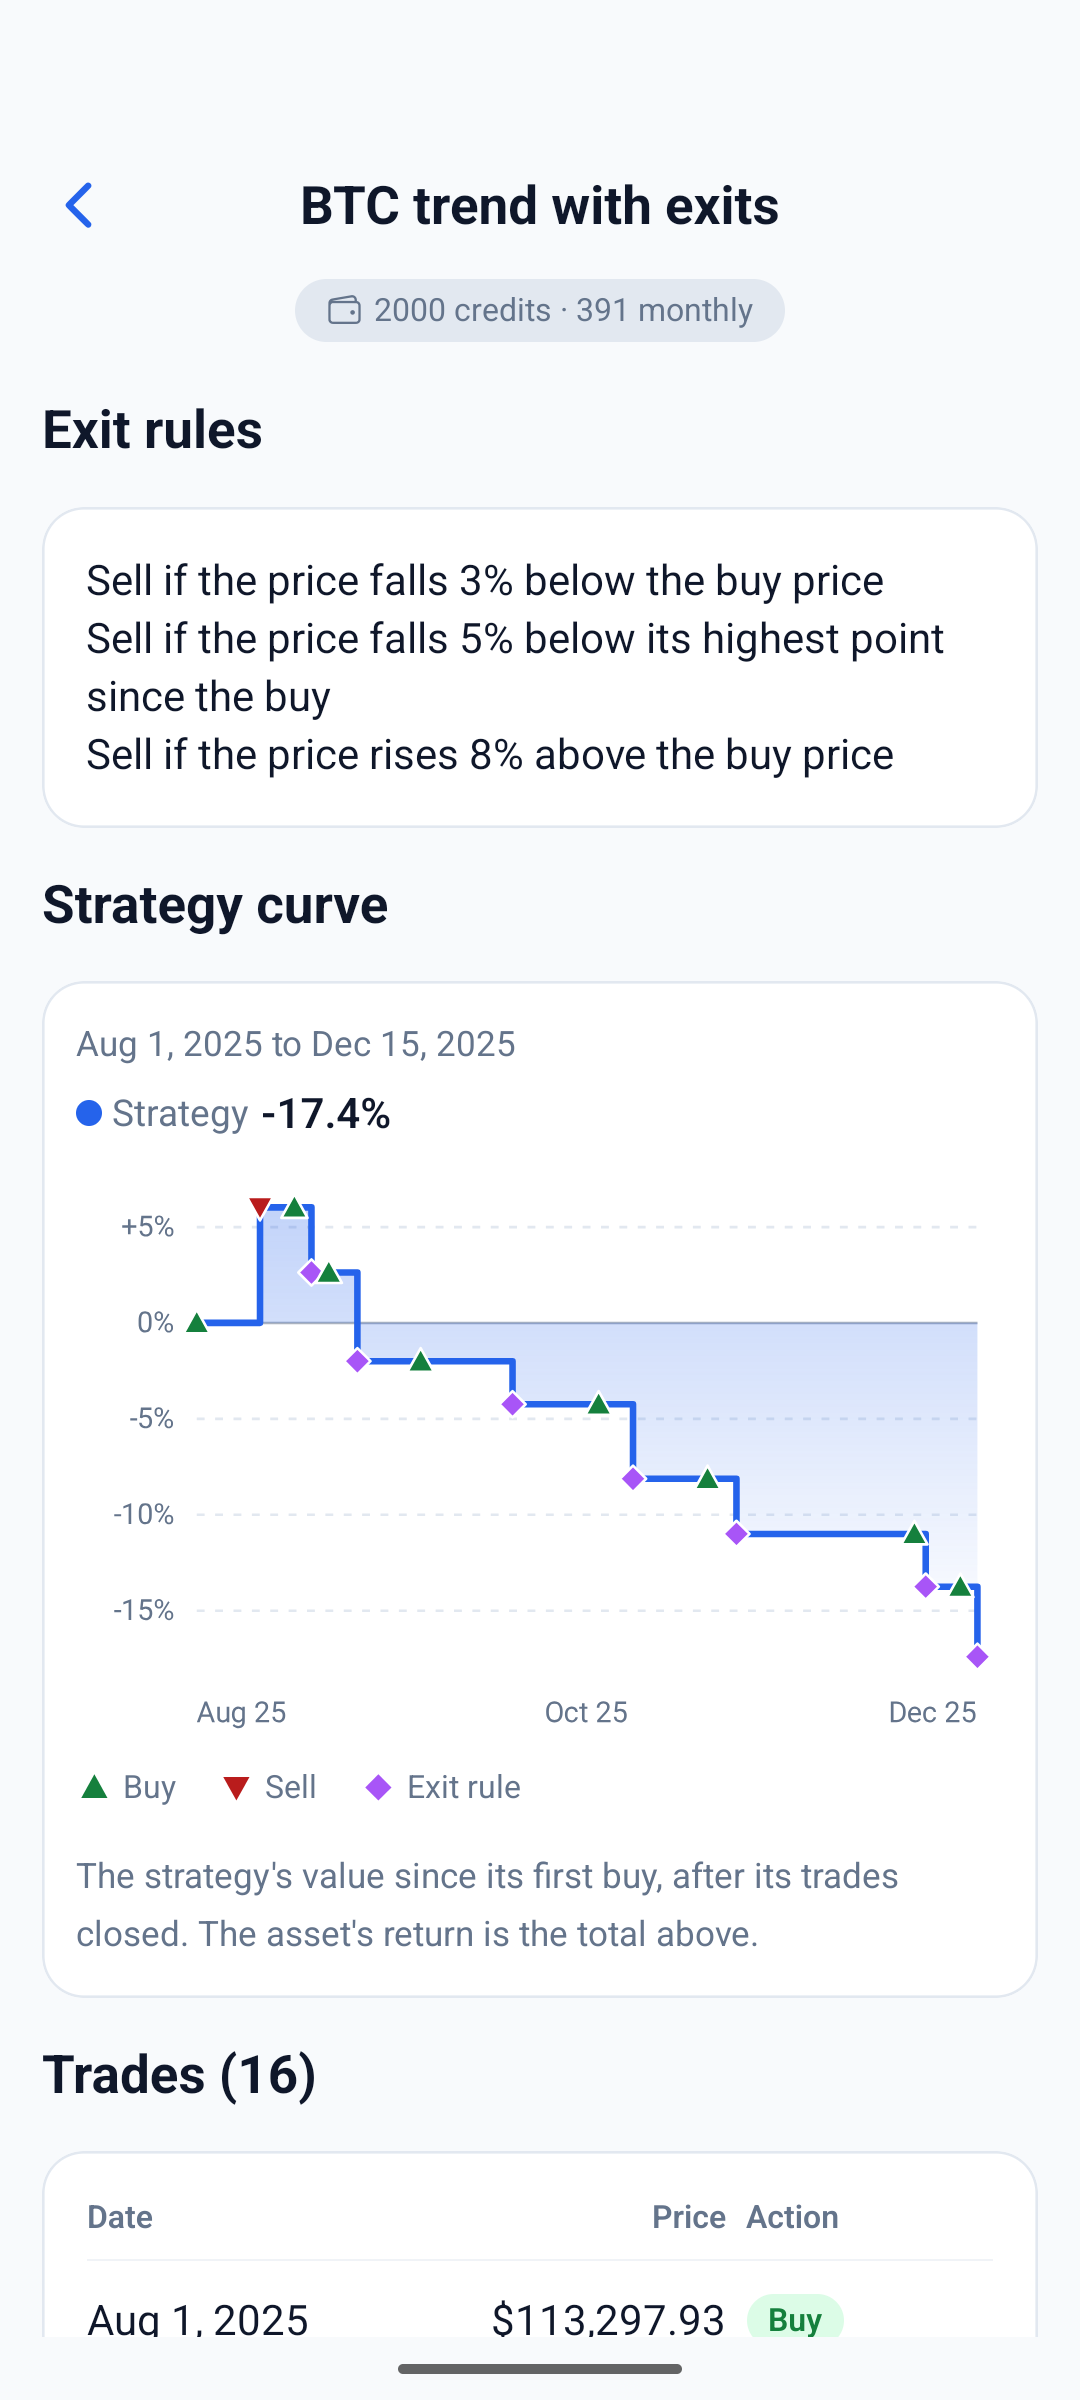 BTC trend with exits
2000 credits · 391 monthly
Exit rules
Sell if the price falls 3% below the buy price
Sell if the price falls 5% below its highest point
since the buy
Sell if the price rises 8% above the buy price
Strategy curve
Aug 1, 2025 to Dec 15, 2025
Strategy -17.4%
+5%
0%
-5%
-10%
-15%
Aug 25 Oct 25 Dec 25
Buy Sell Exit rule
The strategy's value since its first buy, after its trades
closed. The asset's return is the total above.
Trades (16)
Date Price Action
Aug 1, 2025 $113,297.93 Buy